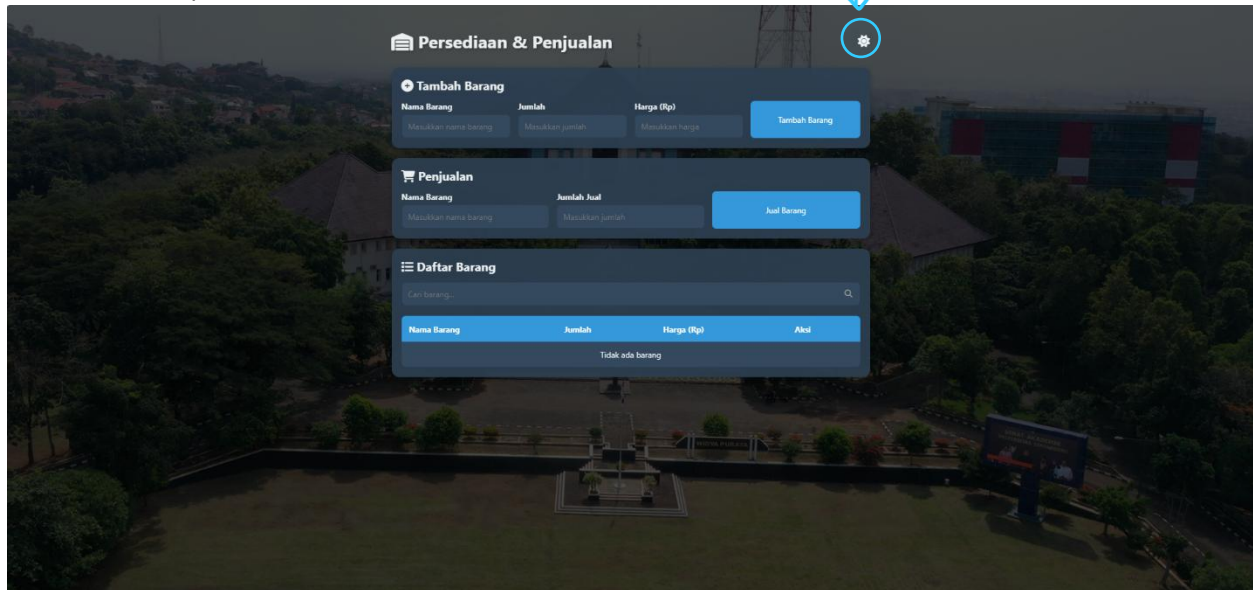 Persediaan & Penjualan
Tambah Barang
Nama Barang Jumlah Harga (Rp)
Masukkan nama barang Masukkan jumlah Masukkan harga Tambah Barang
Penjualan
Nama Barang Jumlah Jual
Masukkan nama barang Masukkan jumlah Jual Barang
Daftar Barang
Cari barang...
Nama Barang Jumlah Harga (Rp) Aksi
Tidak ada barang